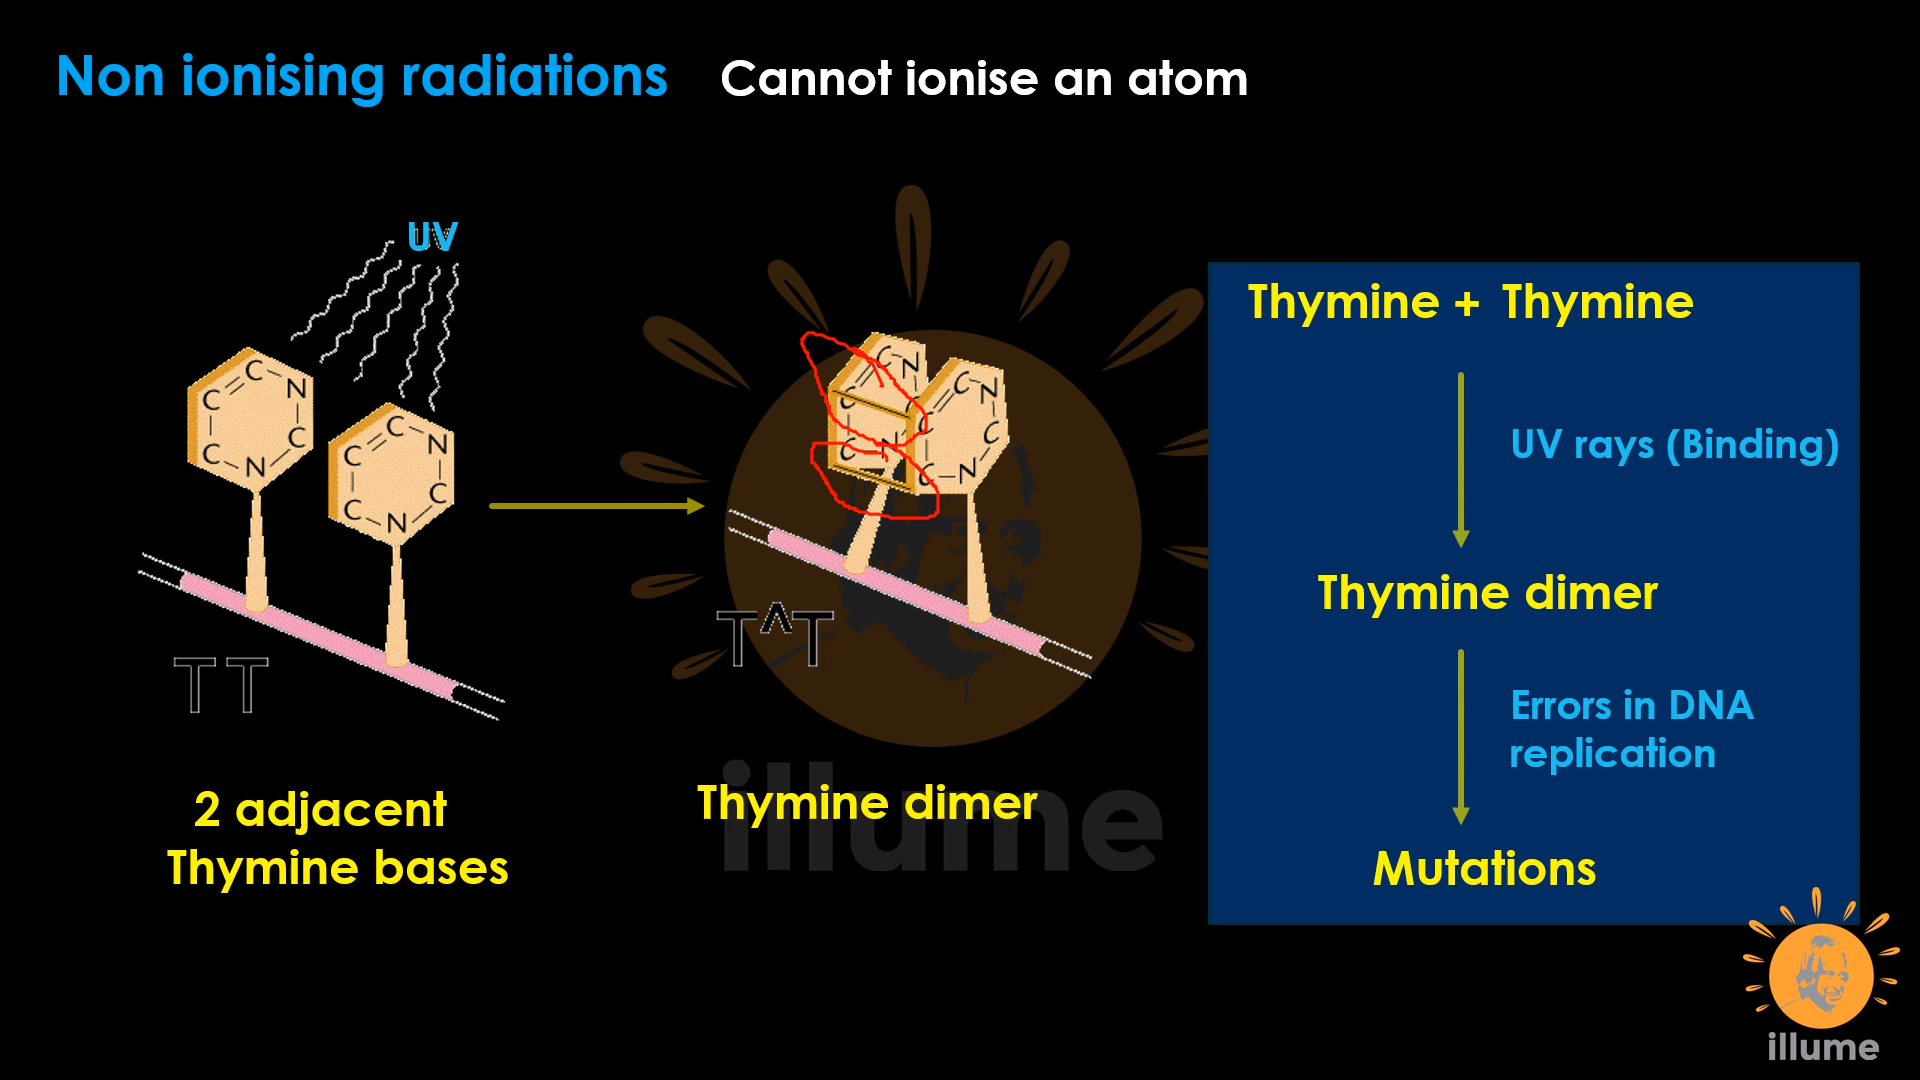 Non ionising radiations Cannot ionise an atom
UV
C C N
C C
C N
C C N
C C
C N
C N
C
C N
C N
C C
C N
TT
T^T
2 adjacent
Thymine bases
Thymine dimer
illume
Thymine + Thymine
UV rays (Binding)
Thymine dimer
Errors in DNA
replication
Mutations
illume